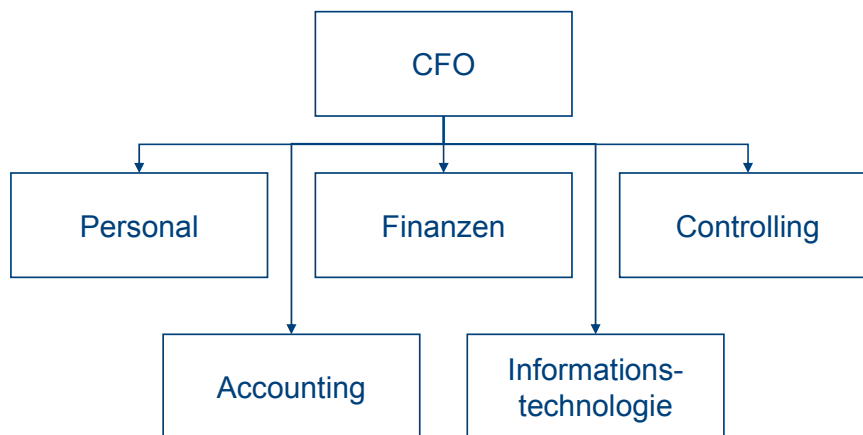 CFO
Personal
Finanzen
Controlling
Accounting
Informations-
technologie